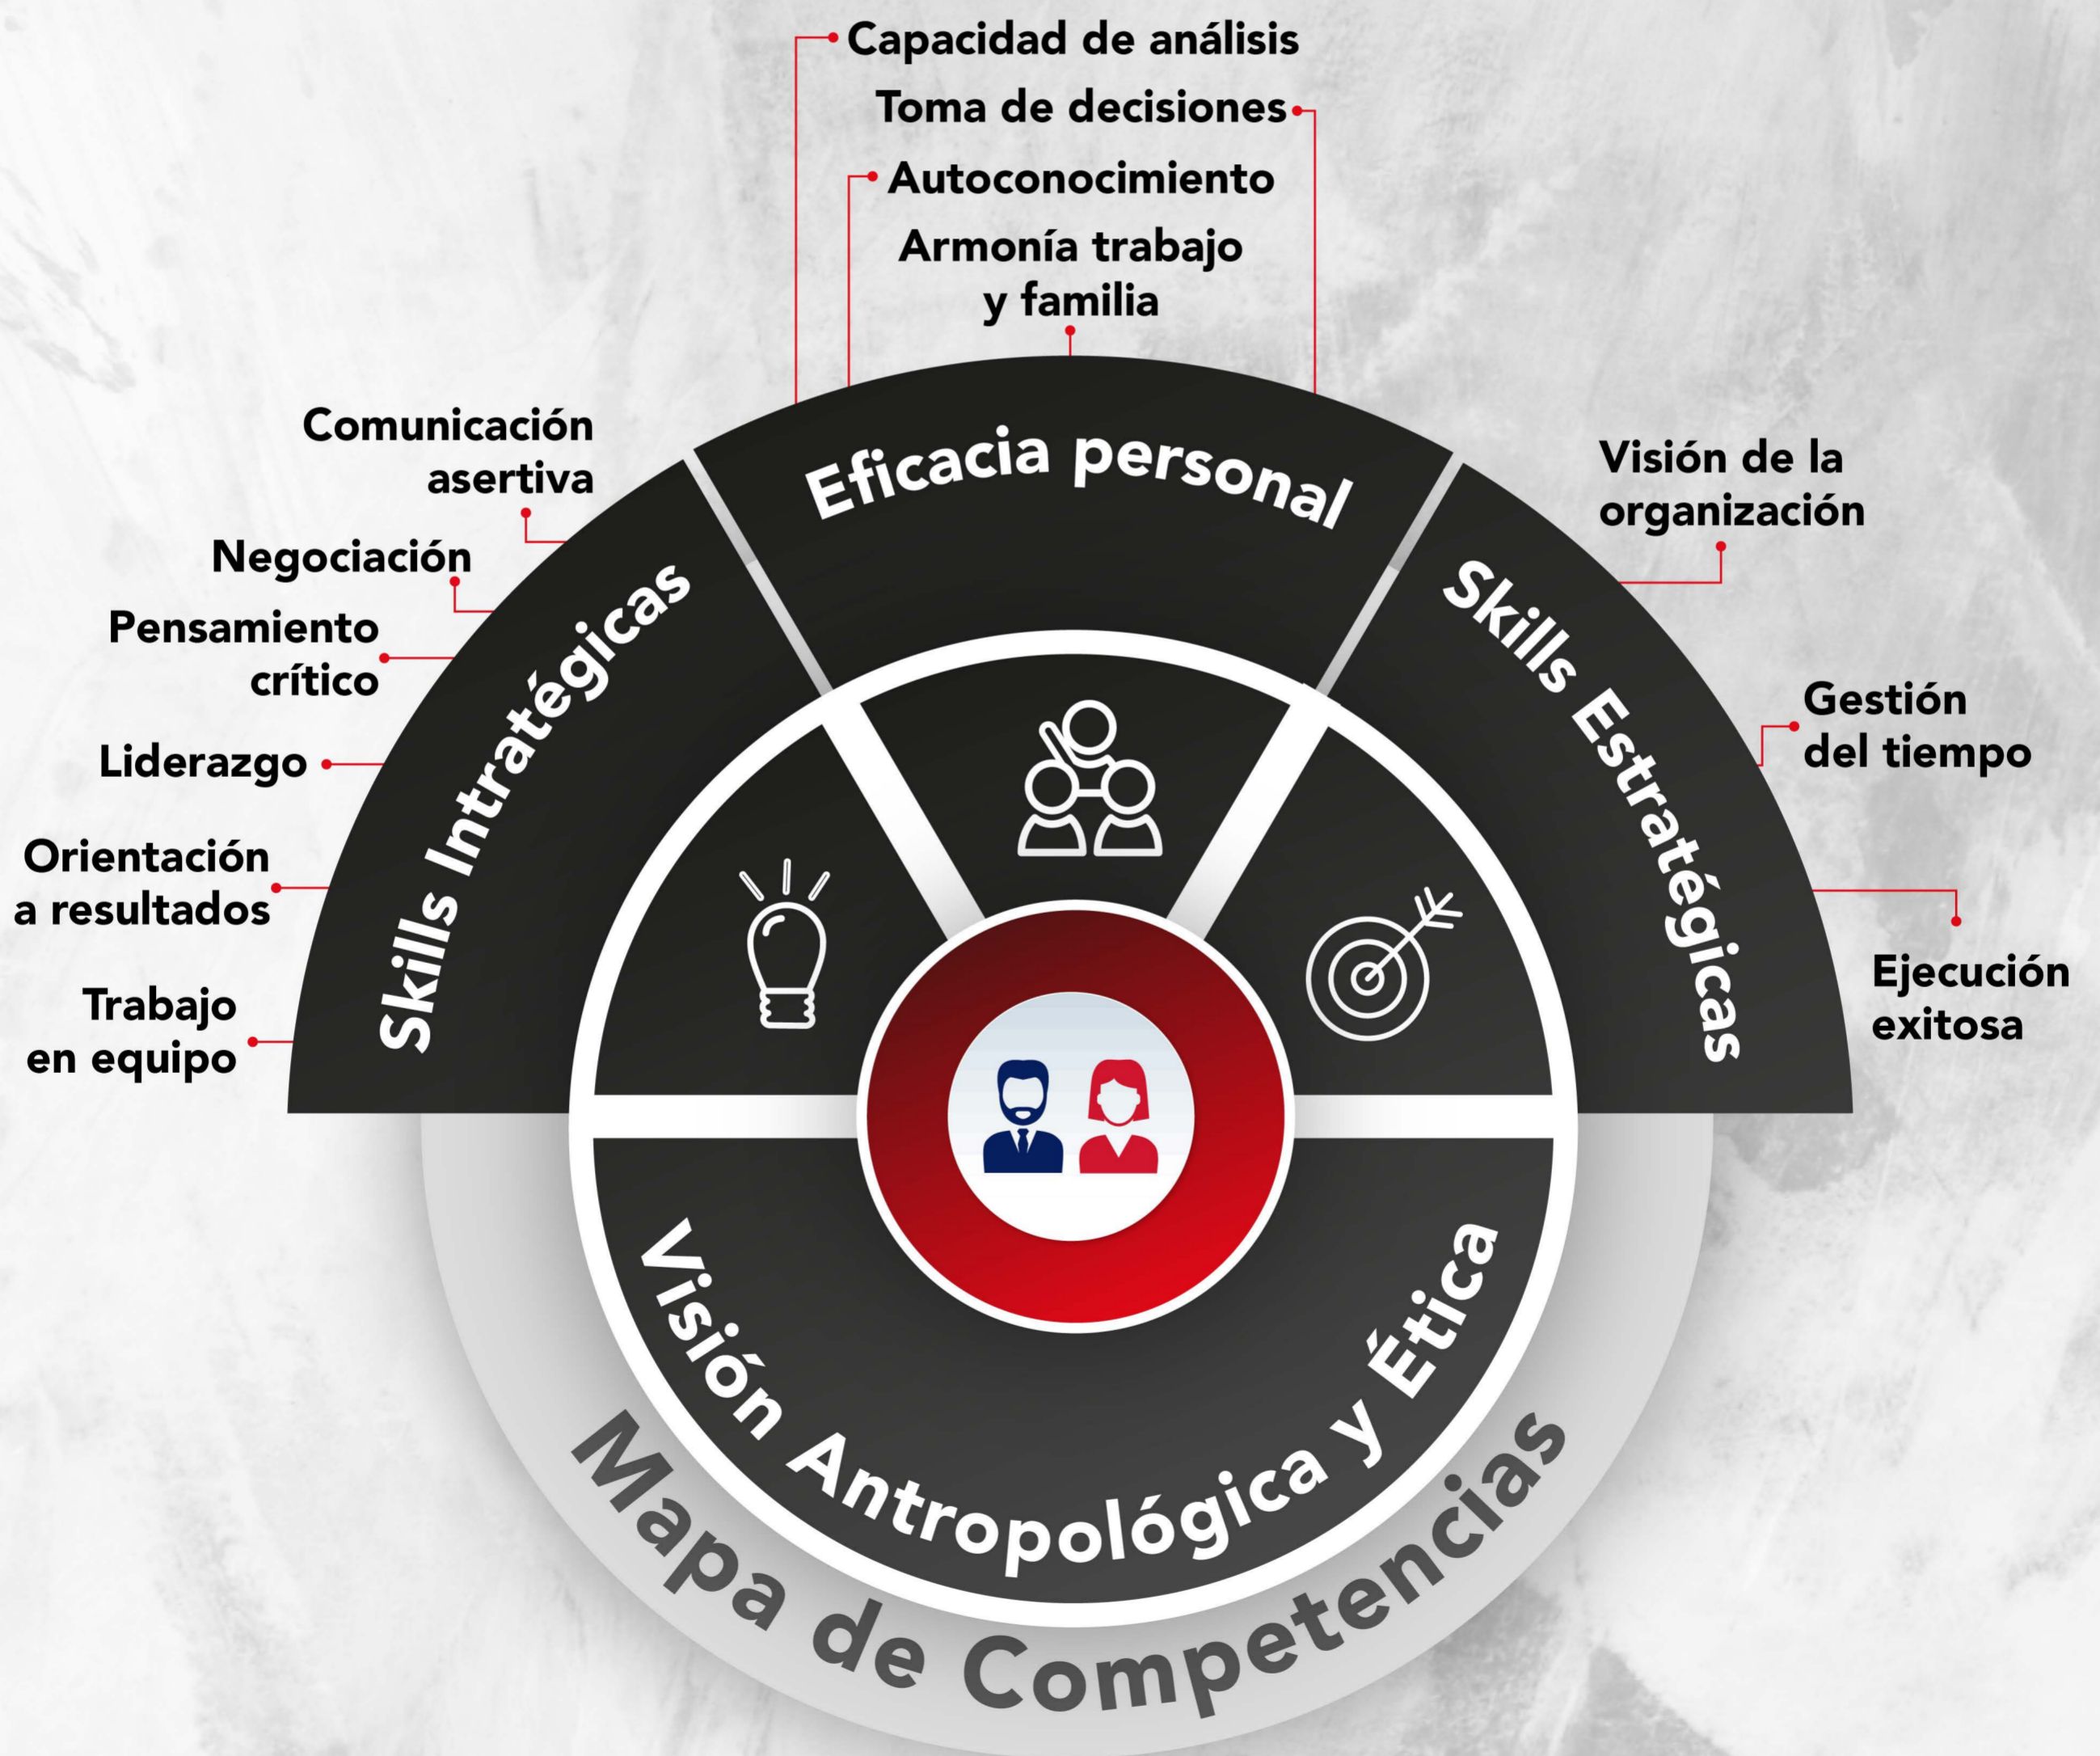 Capacidad de análisis
Toma de decisiones
Autoconocimiento
Armonía trabajo
y familia
Eficacia personal
Comunicación
asertiva
Negociación
Pensamiento
crítico
Liderazgo
Orientación
a resultados
Trabajo
en equipo
Skills Intratégicas
Visión de la
organización
Gestión
del tiempo
Ejecución
exitosa
Skills Estratégicas
Visión Antropológica y Ética
Mapa de Competencias